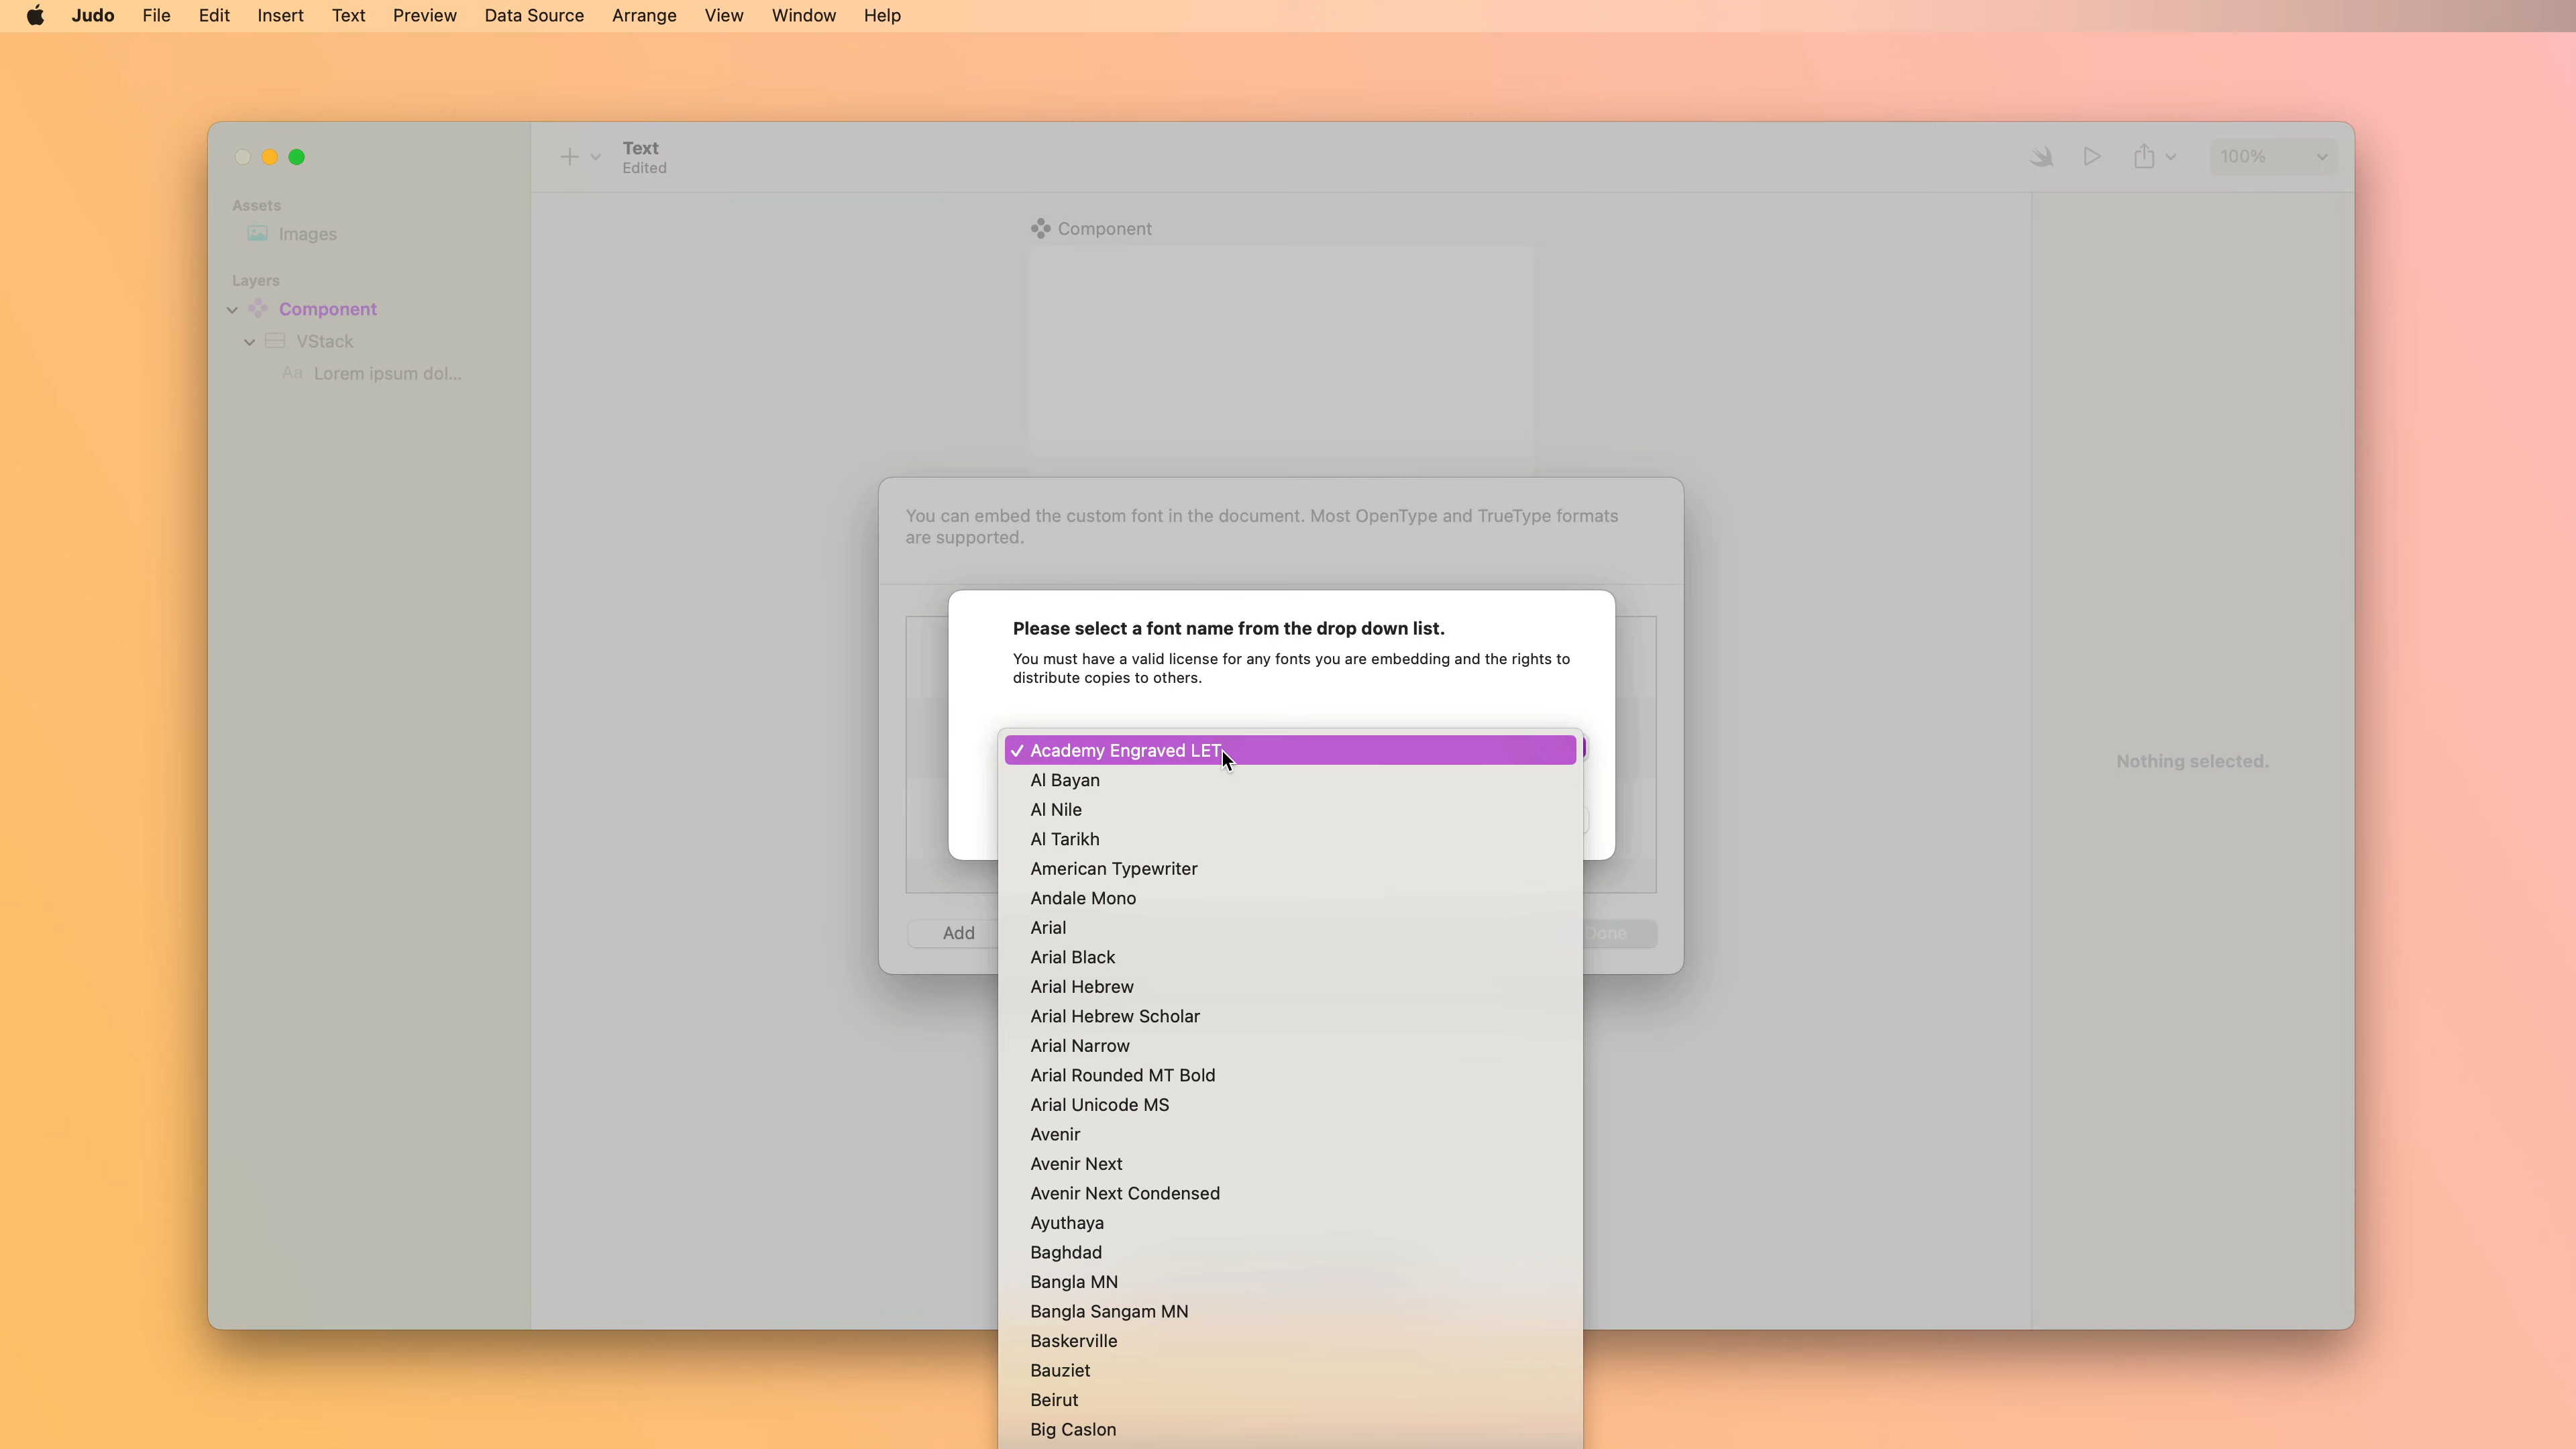 Judo File Edit Insert Text Preview Data Source Arrange View Window Help
Text
Edited
100%
Assets
Images
Layers
Component
VStack
Aa Lorem ipsum dol...
Component
You can embed the custom font in the document. Most OpenType and TrueType formats
are supported.
Please select a font name from the drop down list.
You must have a valid license for any fonts you are embedding and the rights to
distribute copies to others.
Academy Engraved LET
Al Bayan
Al Nile
Al Tarikh
American Typewriter
Andale Mono
Arial
Arial Black
Arial Hebrew
Arial Hebrew Scholar
Arial Narrow
Arial Rounded MT Bold
Arial Unicode MS
Avenir
Avenir Next
Avenir Next Condensed
Ayuthaya
Baghdad
Bangla MN
Bangla Sangam MN
Baskerville
Bauziet
Beirut
Big Caslon
Add
Done
Nothing selected.